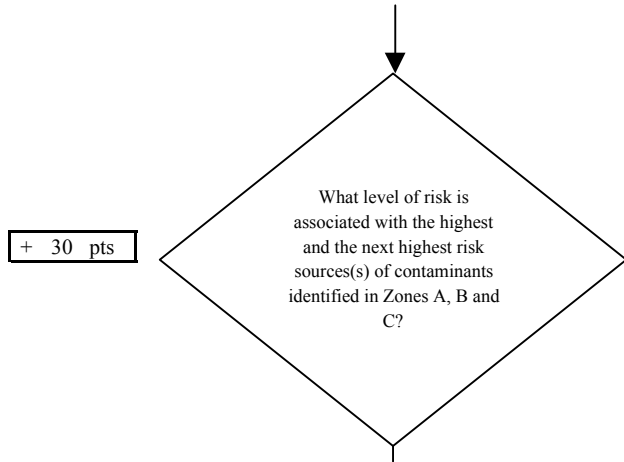 What level of risk is
associated with the highest
and the next highest risk
sources(s) of contaminants
identified in Zones A, B and
C?
+ 30 pts